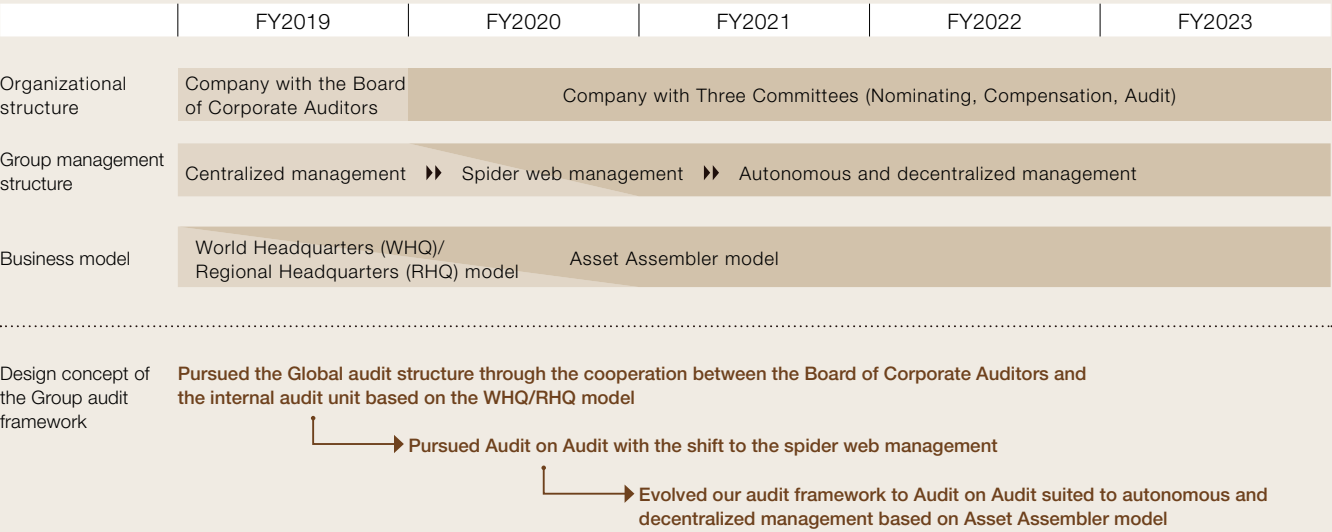 FY2019 FY2020 FY2021 FY2022 FY2023
Organizational
structure
Company with the Board
of Corporate Auditors
Company with Three Committees (Nominating, Compensation, Audit)
Group management
structure
Centralized management
Spider web management
Autonomous and decentralized management
Business model
World Headquarters (WHQ)/
Regional Headquarters (RHQ) model
Asset Assembler model
Design concept of
the Group audit
framework
Pursued the Global audit structure through the cooperation between the Board of Corporate Auditors and
the internal audit unit based on the WHQ/RHQ model
Pursued Audit on Audit with the shift to the spider web management
Evolved our audit framework to Audit on Audit suited to autonomous and
decentralized management based on Asset Assembler model